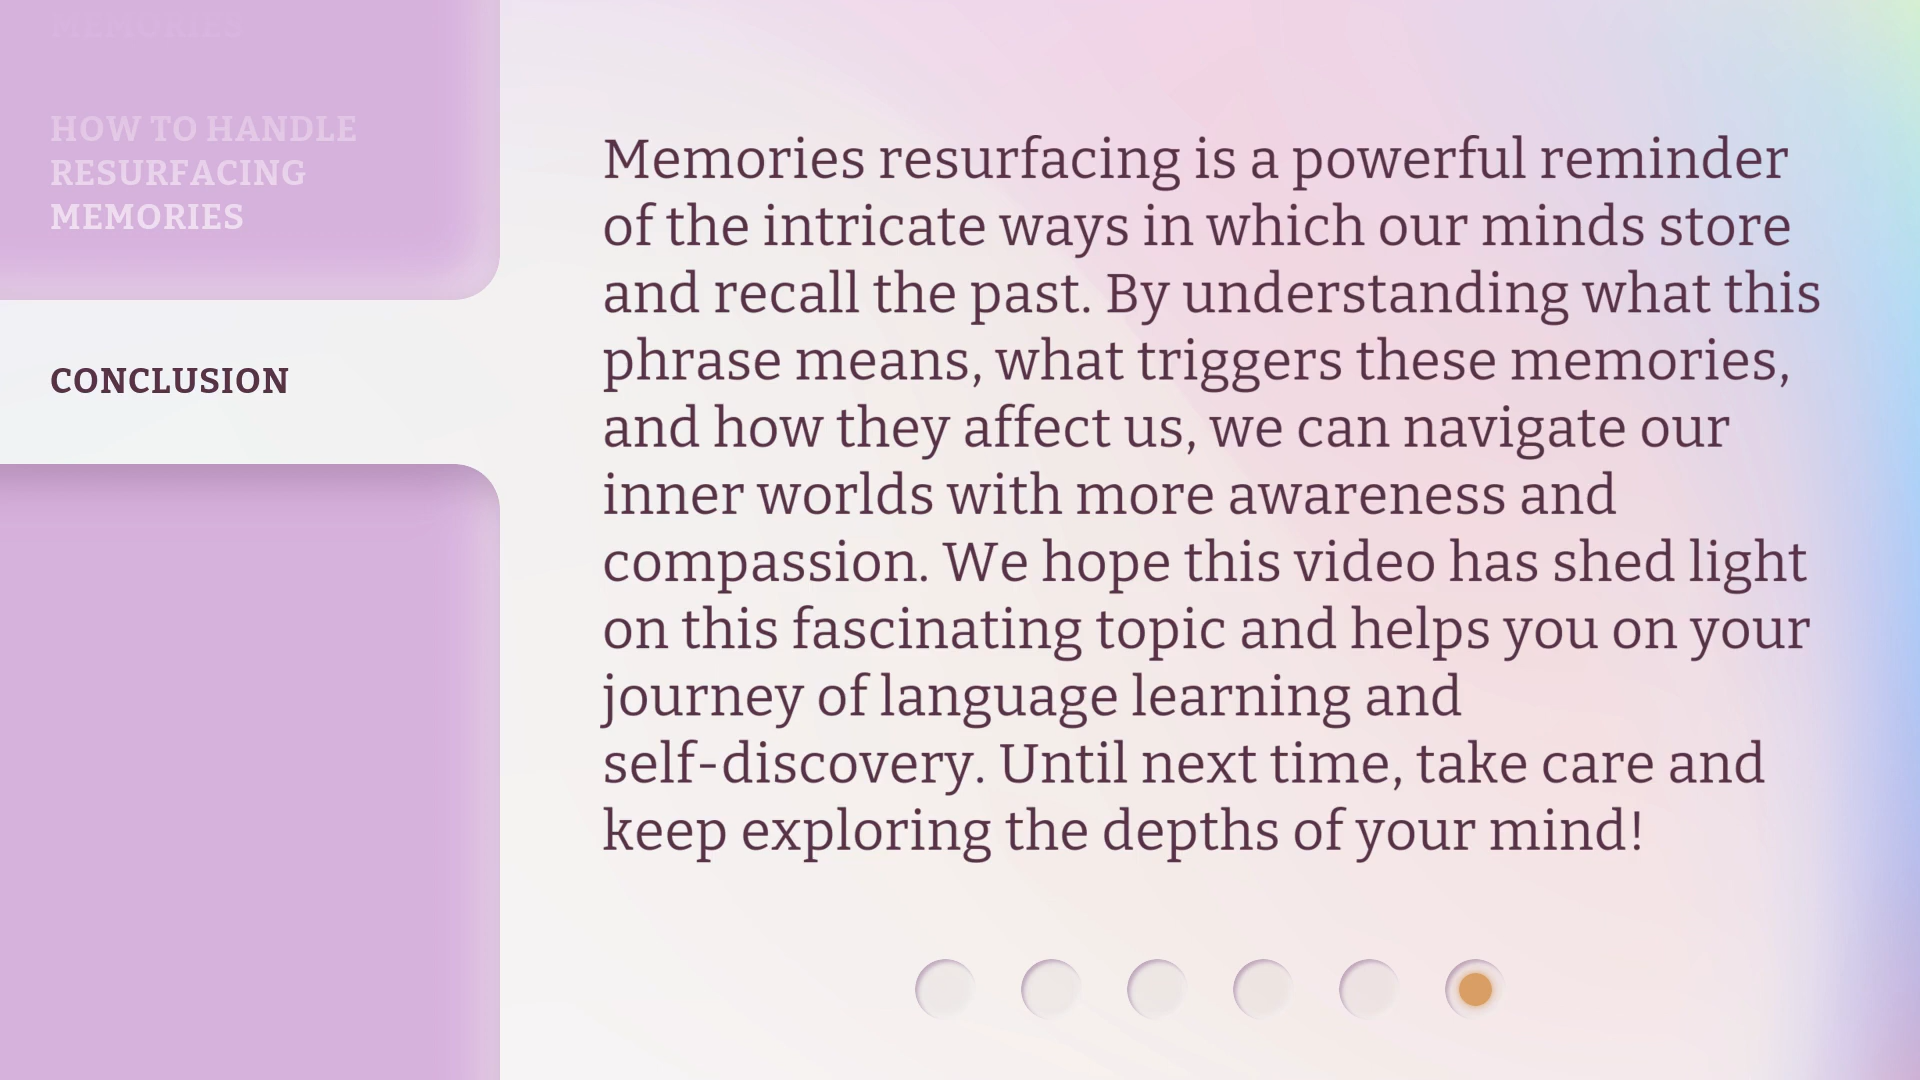 MEMORIES
HOW TO HANDLE
RESURFACING
MEMORIES
CONCLUSION
Memories resurfacing is a powerful reminder
of the intricate ways in which our minds store
and recall the past. By understanding what this
phrase means, what triggers these memories,
and how they affect us, we can navigate our
inner worlds with more awareness and
compassion. We hope this video has shed light
on this fascinating topic and helps you on your
journey of language learning and
self-discovery. Until next time, take care and
keep exploring the depths of your mind!